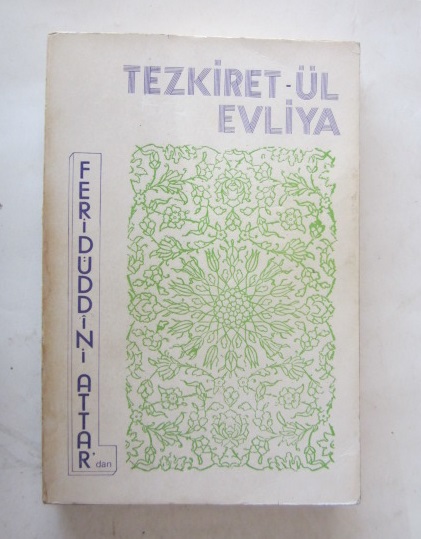 TEZKİRET-ÜL
EVLİYA
FERİDÜDDİNİ ATTAR'dan